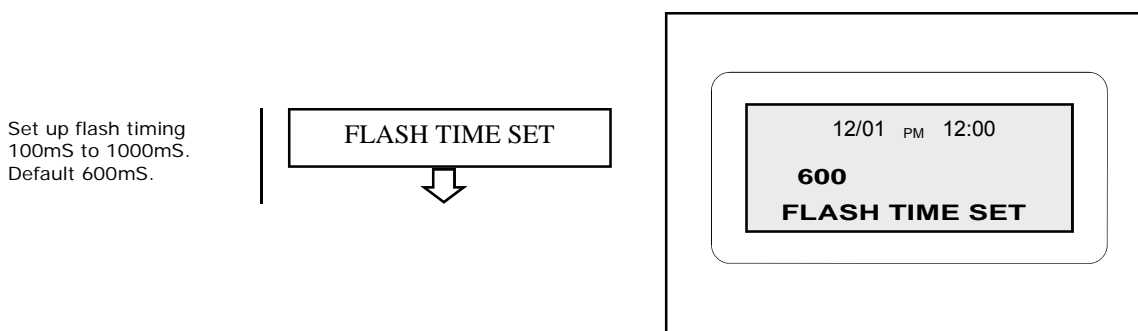 Set up flash timing
100mS to 1000mS.
Default 600mS.
FLASH TIME SET
12/01 PM 12:00
600
FLASH TIME SET